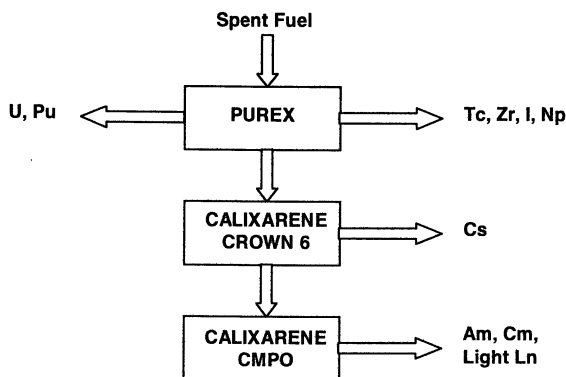 Spent Fuel
U, Pu
PUREX
Tc, Zr, I, Np
CALIXARENE
CROWN 6
Cs
CALIXARENE
CMPO
Am, Cm,
Light Ln